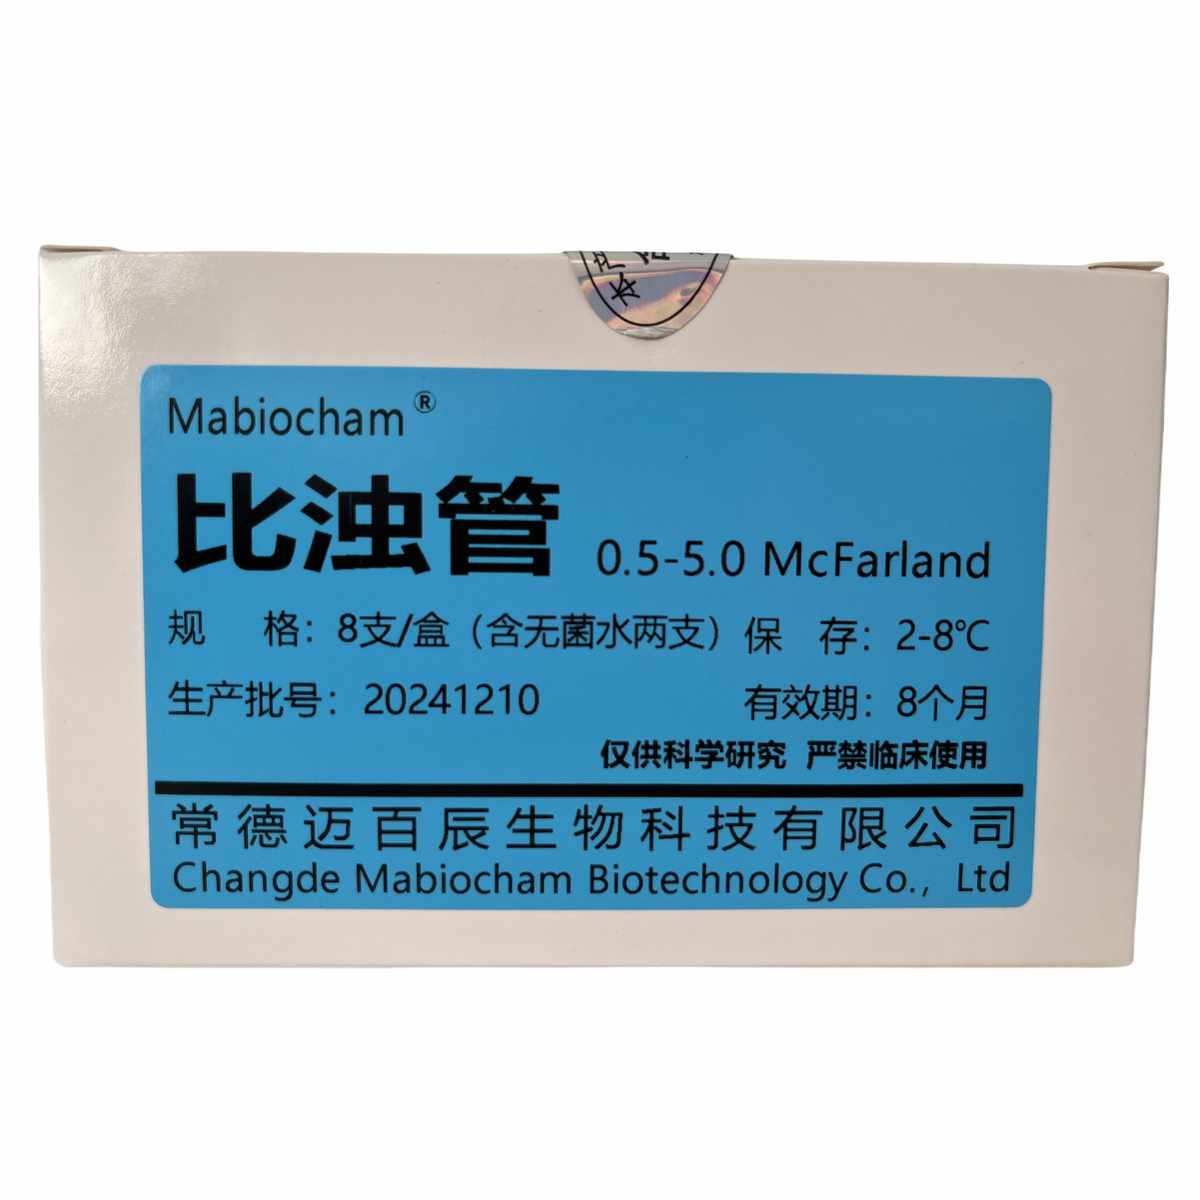 Mabiocham®
比浊管 0.5-5.0 McFarland
规 格：8支/盒（含无菌水两支） 保 存：2-8℃
生产批号：20241210 有效期：8个月
仅供科学研究 严禁临床使用
常德迈百辰生物科技有限公司
Changde Mabiocham Biotechnology Co.，Ltd